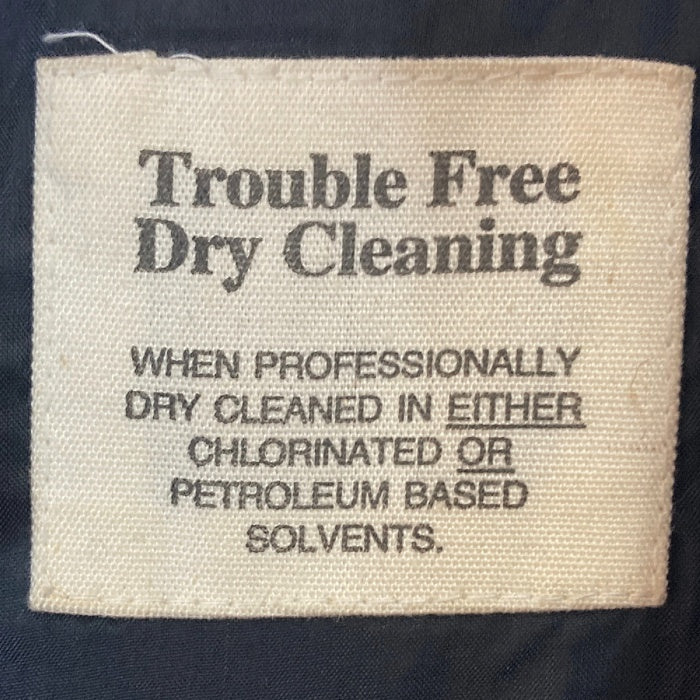 Trouble Free
Dry Cleaning
WHEN PROFESSIONALLY
DRY CLEANED IN EITHER
CHLORINATED OR
PETROLEUM BASED
SOLVENTS.